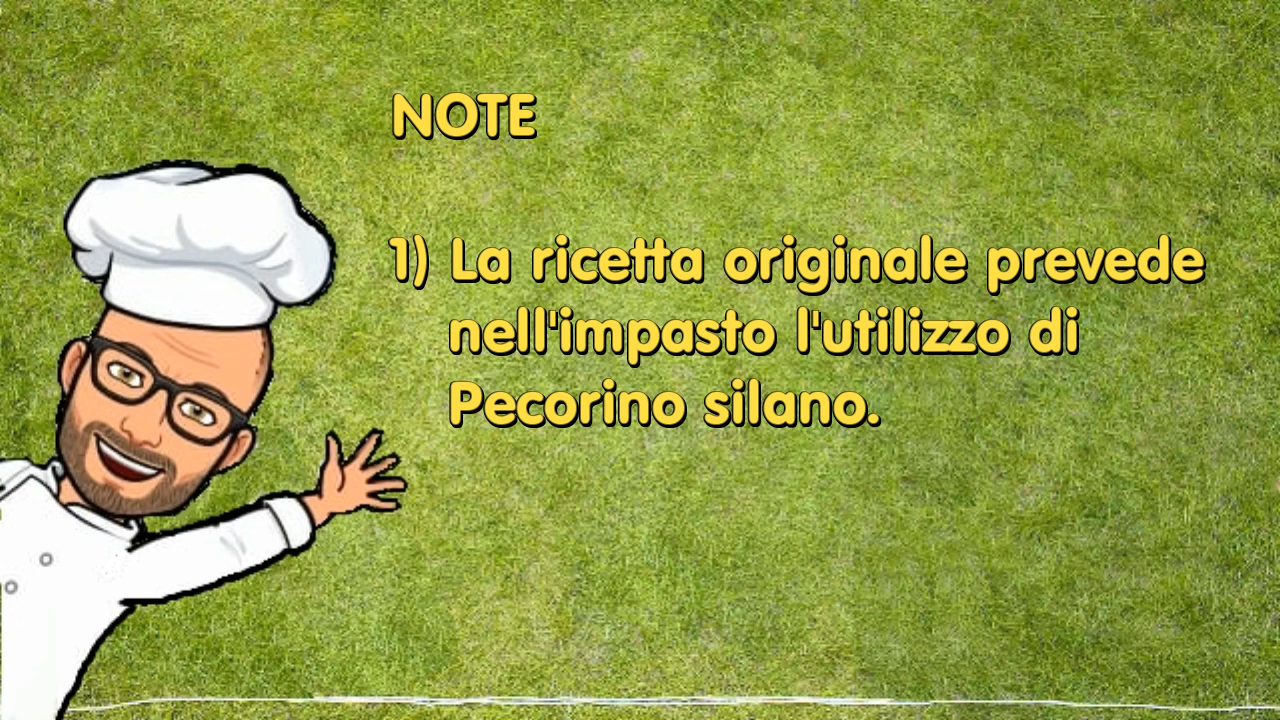 NOTE
1) La ricetta originale prevede
nell'impasto l'utilizzo di
Pecorino silano.